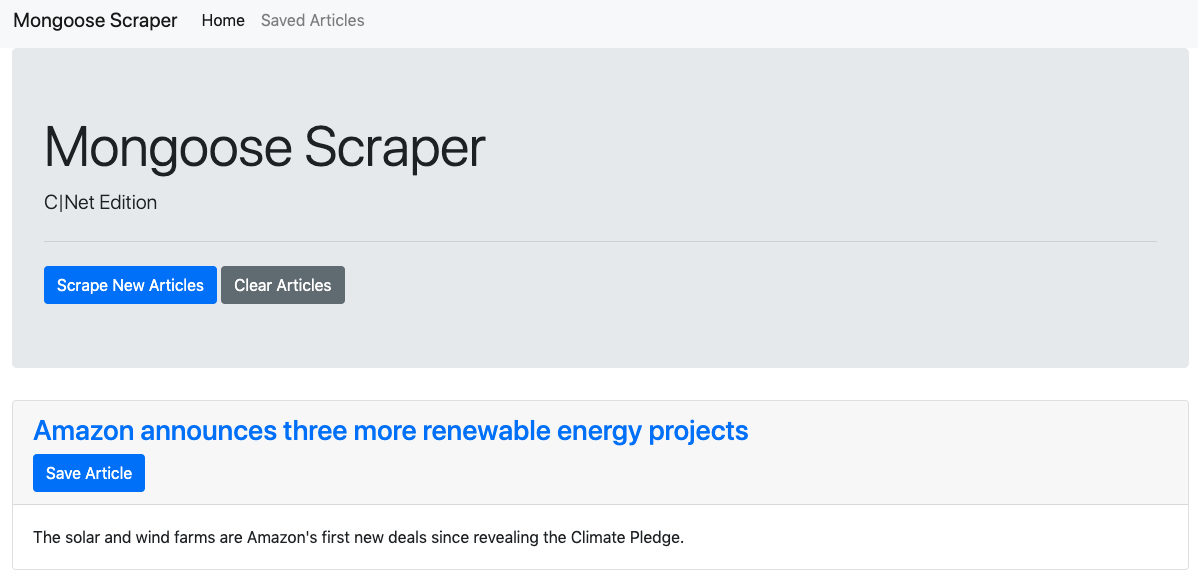 Mongoose Scraper Home Saved Articles
Mongoose Scraper
C|Net Edition
Scrape New Articles Clear Articles
Amazon announces three more renewable energy projects
Save Article
The solar and wind farms are Amazon's first new deals since revealing the Climate Pledge.